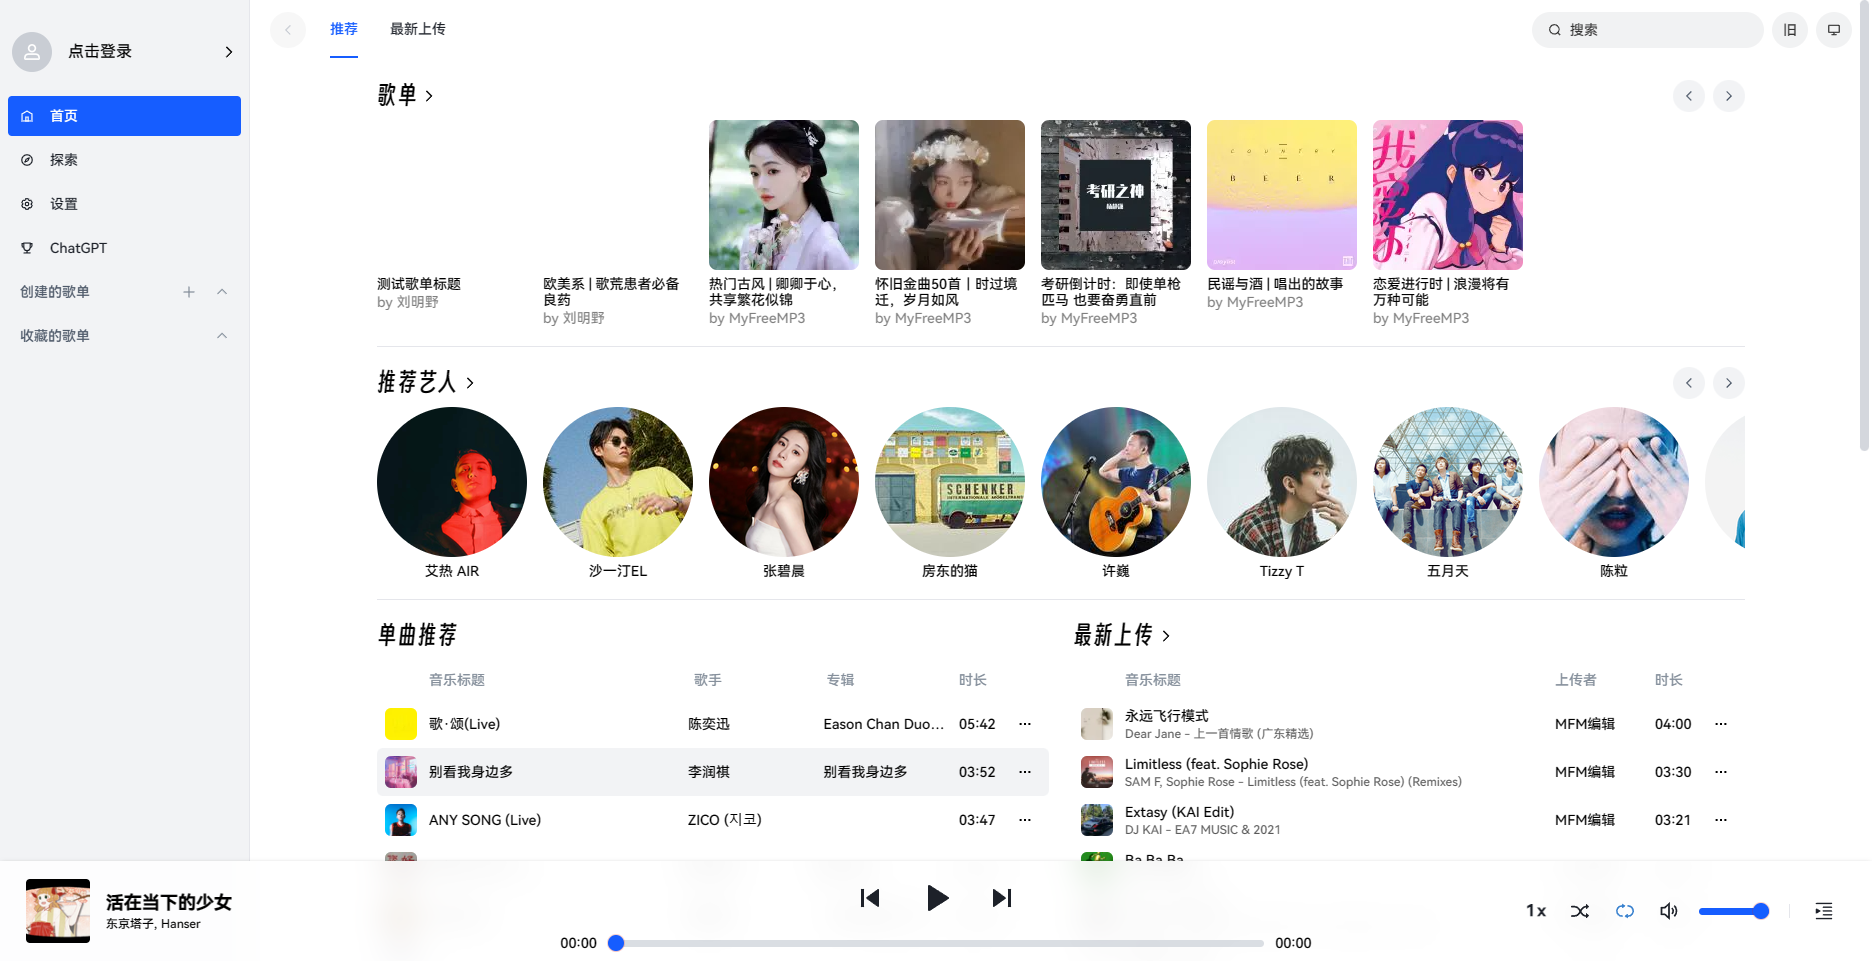 点击登录
首页
探索
设置
ChatGPT
创建的歌单
收藏的歌单
推荐
最新上传
搜索
旧
歌单
考研之神
COUNTRY
BEER
我恋爱了
测试歌单标题
by 刘明野
欧美系 | 歌荒患者必备
良药
by 刘明野
热门古风 | 卿卿于心，
共享繁花似锦
by MyFreeMP3
怀旧金曲50首丨时过境
迁，岁月如风
by MyFreeMP3
考研倒计时：即使单枪
匹马 也要奋勇直前
by MyFreeMP3
民谣与酒 | 唱出的故事
by MyFreeMP3
恋爱进行时 | 浪漫将有
万种可能
by MyFreeMP3
推荐艺人
SCHENKER
艾热 AIR
沙一汀EL
张碧晨
房东的猫
许巍
Tizzy T
五月天
陈粒
单曲推荐
音乐标题 歌手 专辑 时长
歌·颂(Live) 陈奕迅 Eason Chan Duo... 05:42
别看我身边多 李润祺 别看我身边多 03:52
ANY SONG (Live) ZICO (지코) 03:47
最新上传
音乐标题 上传者 时长
永远飞行模式
Dear Jane - 上一首情歌 (广东精选)
MFM编辑 04:00
Limitless (feat. Sophie Rose)
SAM F, Sophie Rose - Limitless (feat. Sophie Rose) (Remixes)
MFM编辑 03:30
Extasy (KAI Edit)
DJ KAI - EA7 MUSIC & 2021
MFM编辑 03:21
Ba Ba Ba
活在当下的少女
东京塔子, Hanser
00:00
00:00
1x